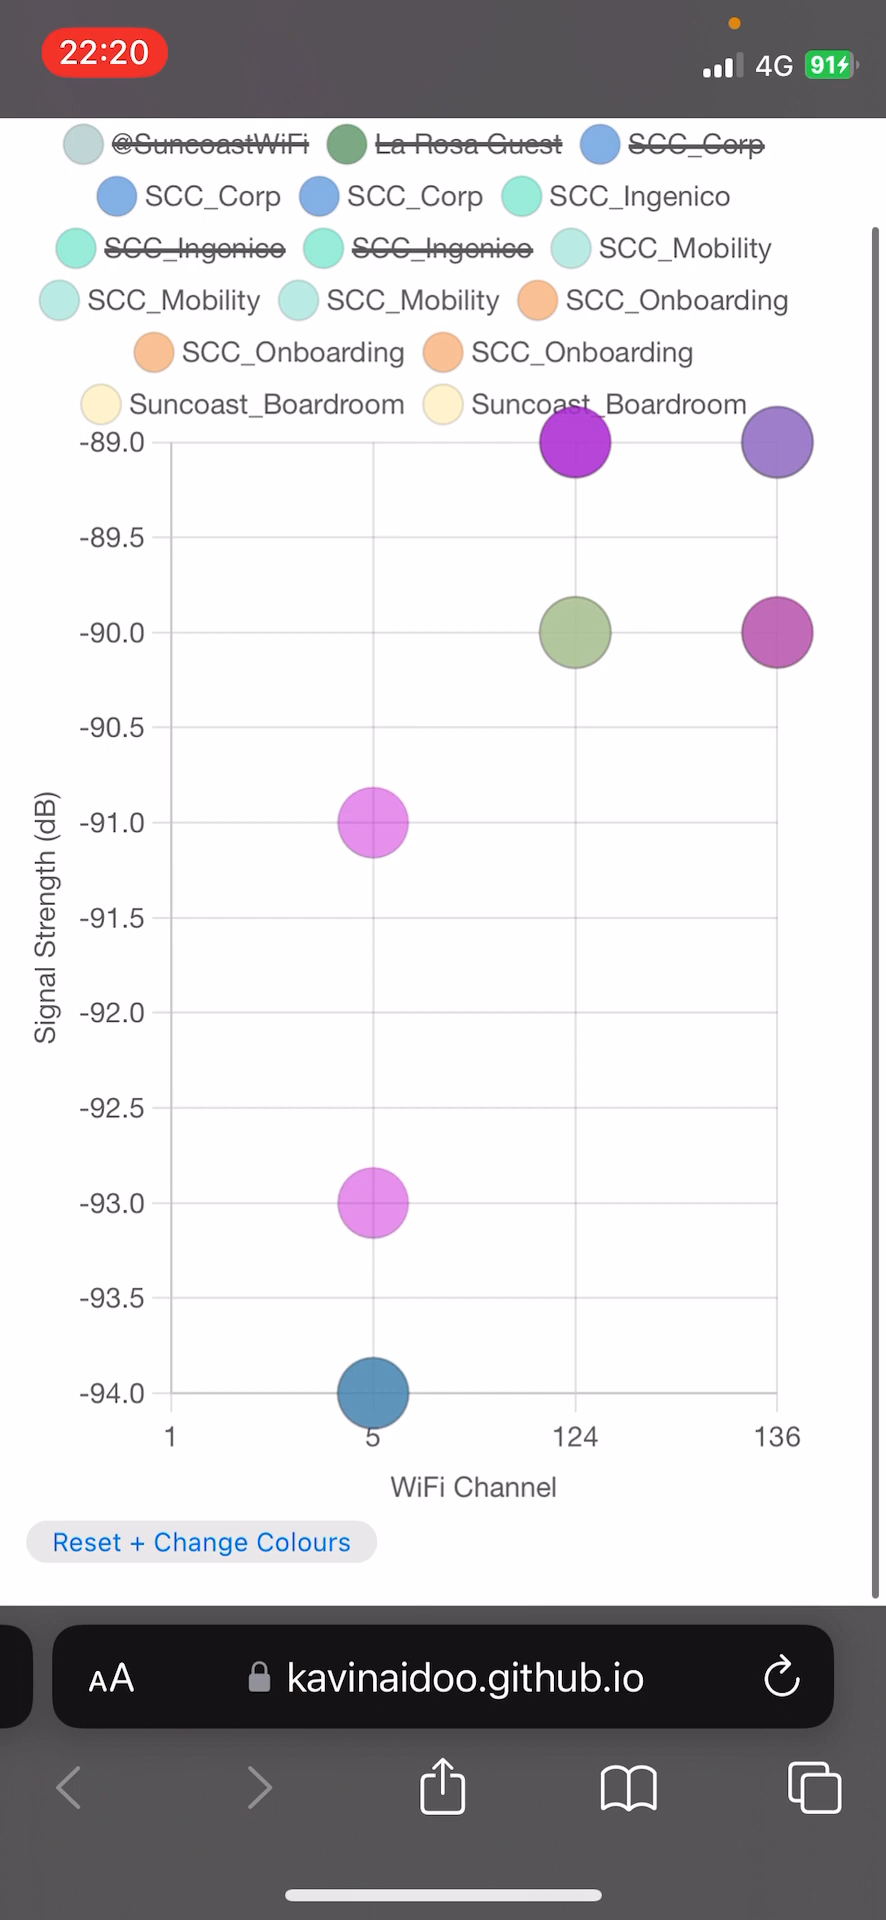 22:20 4G 91
@SuncoastWiFi La Rosa Guest SCC_Corp
SCC_Corp SCC_Corp SCC_Ingenico
SCC_Ingenico SCC_Ingenico SCC_Mobility
SCC_Mobility SCC_Mobility SCC_Onboarding
SCC_Onboarding SCC_Onboarding
Suncoast_Boardroom Suncoast_Boardroom
-89.0
-89.5
-90.0
-90.5
-91.0
-91.5
-92.0
-92.5
-93.0
-93.5
-94.0
Signal Strength (dB)
1 5 124 136
WiFi Channel
Reset + Change Colours
AA kavinaidoo.github.io